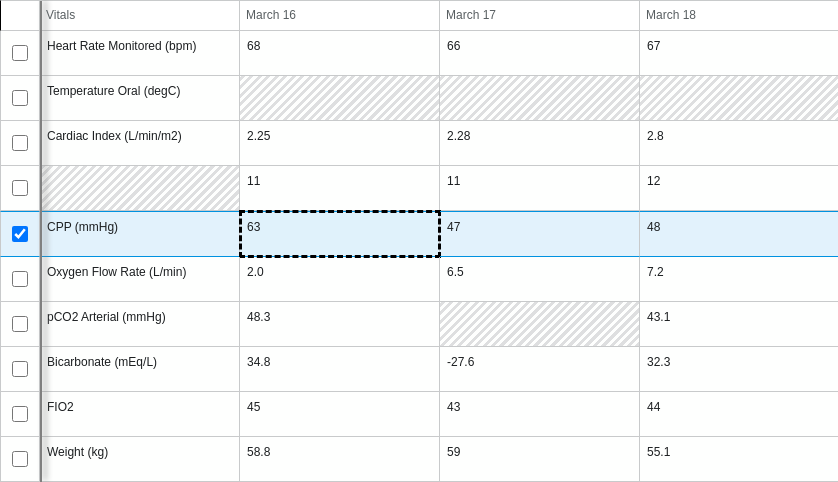 Vitals March 16 March 17 March 18
Heart Rate Monitored (bpm) 68 66 67
Temperature Oral (degC)
Cardiac Index (L/min/m2) 2.25 2.28 2.8
11 11 12
CPP (mmHg) 63 47 48
Oxygen Flow Rate (L/min) 2.0 6.5 7.2
pCO2 Arterial (mmHg) 48.3 43.1
Bicarbonate (mEq/L) 34.8 -27.6 32.3
FIO2 45 43 44
Weight (kg) 58.8 59 55.1